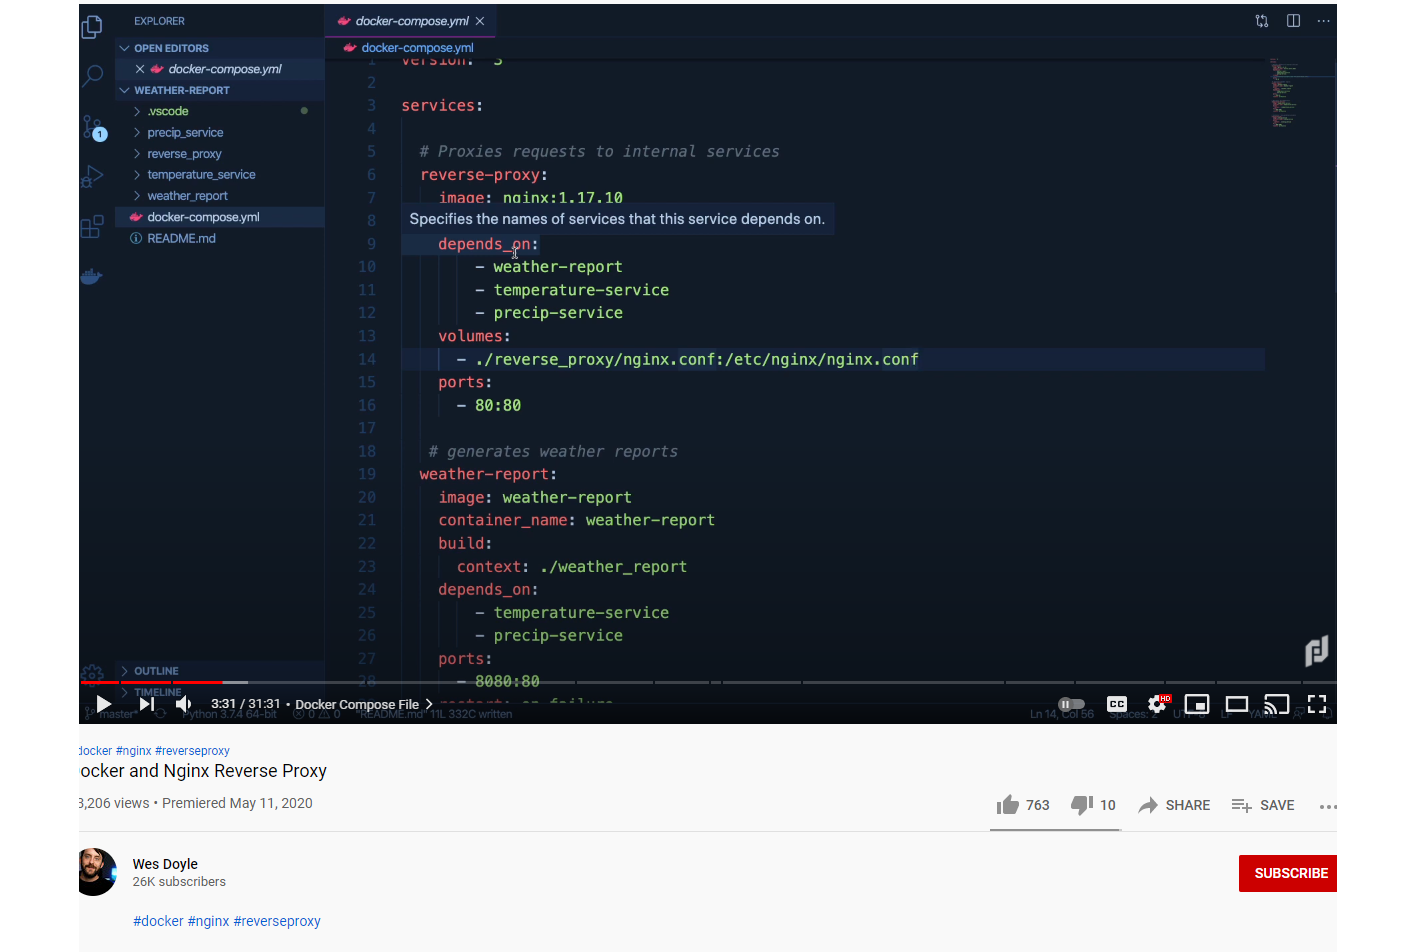 EXPLORER
docker-compose.yml
OPEN EDITORS
docker-compose.yml
docker-compose.yml
WEATHER-REPORT
.vscode
precip_service
reverse_proxy
temperature_service
weather_report
docker-compose.yml
README.md
OUTLINE
TIMELINE
1
1 version: 3
2
3 services:
4
5 # Proxies requests to internal services
6 reverse-proxy:
7 image: nginx:1.17.10
8 Specifies the names of services that this service depends on.
9 depends_on:
10 - weather-report
11 - temperature-service
12 - precip-service
13 volumes:
14 - ./reverse_proxy/nginx.conf:/etc/nginx/nginx.conf
15 ports:
16 - 80:80
17
18 # generates weather reports
19 weather-report:
20 image: weather-report
21 container_name: weather-report
22 build:
23 context: ./weather_report
24 depends_on:
25 - temperature-service
26 - precip-service
27 ports:
28 - 8080:80
3:31 / 31:31 • Docker Compose File
CC HD
master* Python 3.7.4 64-bit 0 0 "README.md" 11L 332C written Ln 14, Col 56 Spaces: 2
ocker #nginx #reverseproxy
ocker and Nginx Reverse Proxy
3,206 views • Premiered May 11, 2020
763 10 SHARE SAVE
Wes Doyle
26K subscribers
SUBSCRIBE
#docker #nginx #reverseproxy